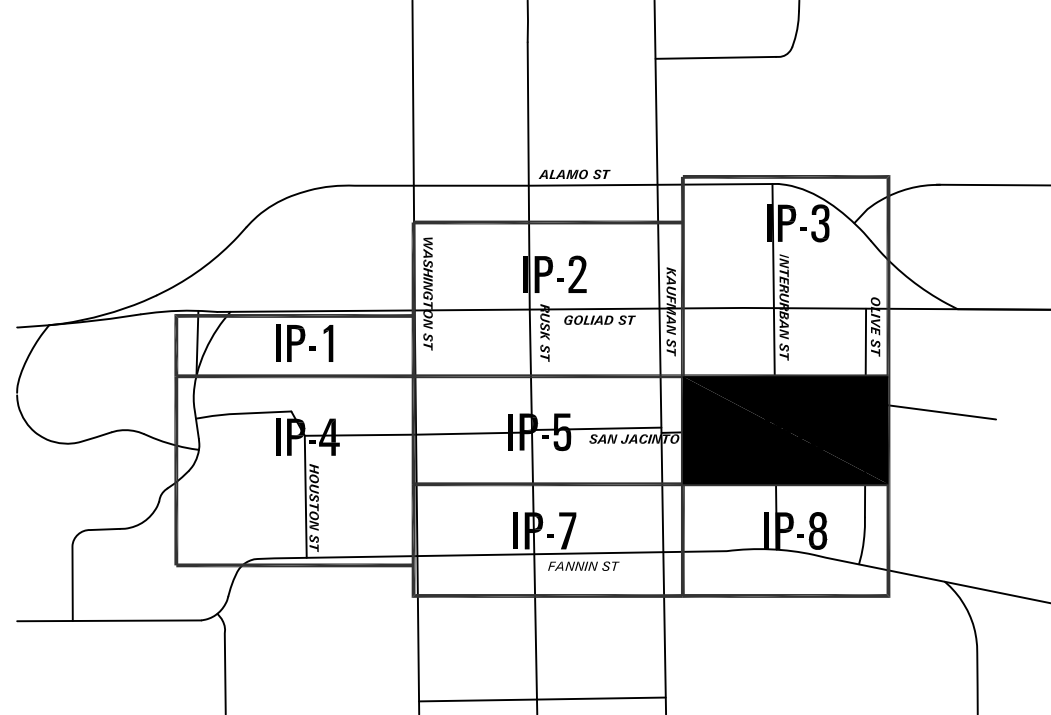 ALAMO ST
IP-3
WASHINGTON ST
IP-2
KAUFMAN ST
INTERURBAN ST
OLIVE ST
RUSK ST
GOLIAD ST
IP-1
IP-4
IP-5
SAN JACINTO
HOUSTON ST
IP-7
IP-8
FANNIN ST